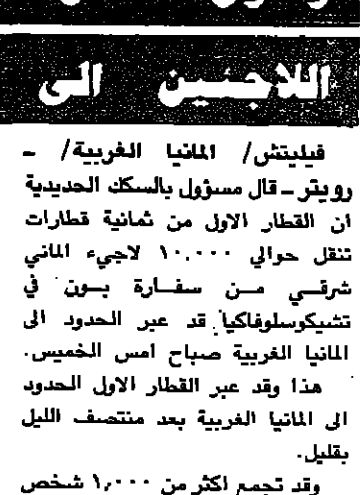 اللاجئين الى
فيليتش/ المانيا الغربية/ -
رويتر - قال مسؤول بالسكك الحديدية
ان القطار الاول من ثمانية قطارات
تنقل حوالي ١٠,٠٠٠ لاجيء الماني
شرقي من سفارة بون في
تشيكوسلوفاكيا قد عبر الحدود الى
المانيا الغربية صباح امس الخميس.
هذا وقد عبر القطار الاول الحدود
الى المانيا الغربية بعد منتصف الليل
بقليل.
وقد تجمع اكثر من ١,٠٠٠ شخص